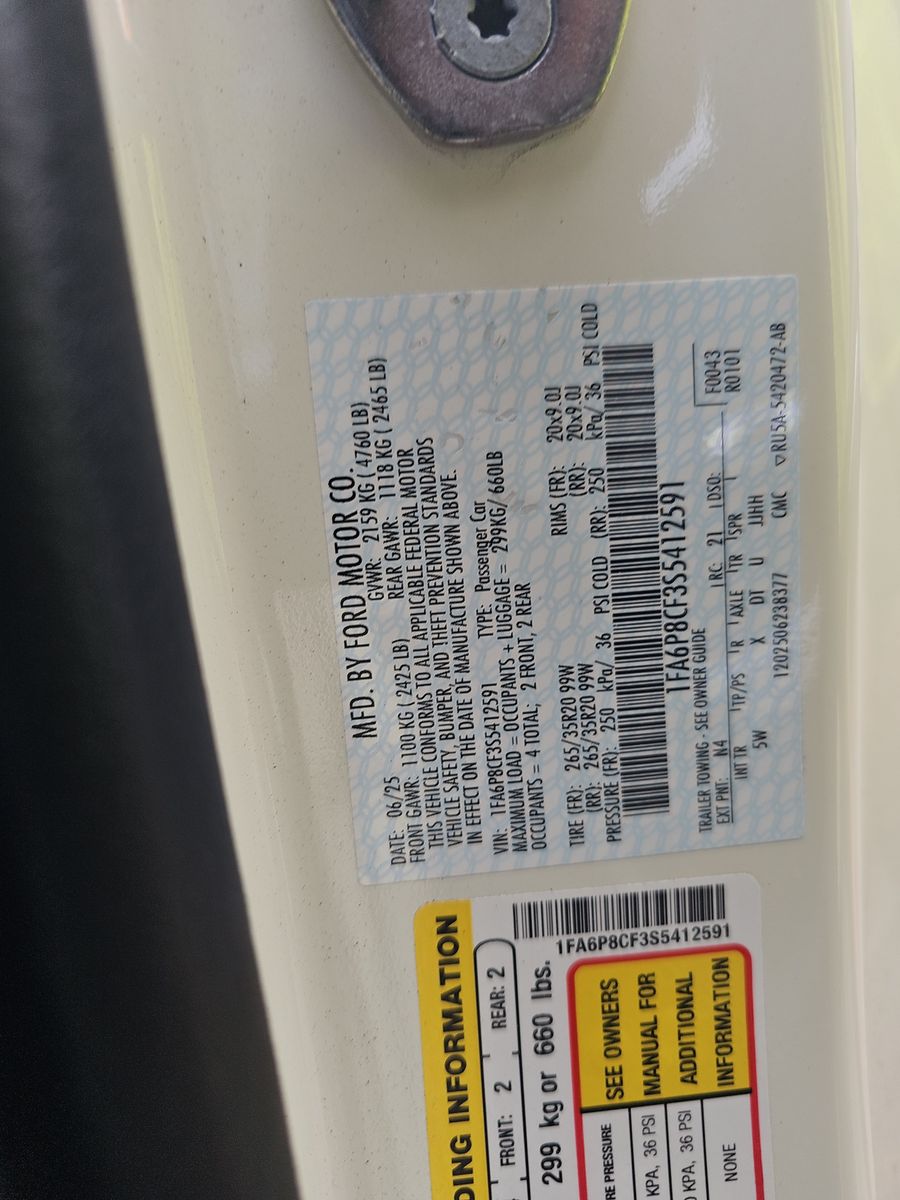 MFD. BY FORD MOTOR CO.
DATE: 06/25 GVWR: 2159 KG ( 4760 LB)
FRONT GAWR: 1100 KG ( 2425 LB) REAR GAWR: 1118 KG ( 2465 LB)
THIS VEHICLE CONFORMS TO ALL APPLICABLE FEDERAL MOTOR
VEHICLE SAFETY, BUMPER, AND THEFT PREVENTION STANDARDS
IN EFFECT ON THE DATE OF MANUFACTURE SHOWN ABOVE.
VIN: 1FA6P8CF3S5412591 TYPE: Passenger Car
MAXIMUM LOAD = OCCUPANTS + LUGGAGE = 299KG/ 660LB
OCCUPANTS = 4 TOTAL; 2 FRONT, 2 REAR
TIRE (FR): 265/35R20 99W RIMS (FR): 20x9.0J
(RR): 265/35R20 99W (RR): 20x9.0J
PRESSURE (FR): 250 kPa/ 36 PSI COLD (RR): 250 kPa/ 36 PSI COLD
1FA6P8CF3S5412591
TRAILER TOWING - SEE OWNER GUIDE
EXT PNT: N4 RC: 21 DSO: F0043
INT TR TP/PS R AXLE TR SPR R0101
5W X DT U JJHH
1202506238377 CMC ▽RU5A-5420472-AB
DING INFORMATION
FRONT: 2 REAR: 2
299 kg or 660 lbs.
1FA6P8CF3S5412591
RE PRESSURE
KPA, 36 PSI
KPA, 36 PSI
NONE
SEE OWNERS
MANUAL FOR
ADDITIONAL
INFORMATION